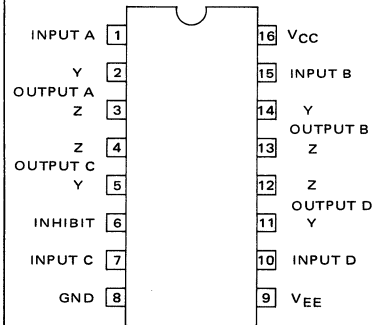 INPUT A 1
Y 2
OUTPUT A
Z 3
Z 4
OUTPUT C
Y 5
INHIBIT 6
INPUT C 7
GND 8
16 VCC
15 INPUT B
14 Y
OUTPUT B
13 Z
12 Z
OUTPUT D
11 Y
10 INPUT D
9 VEE